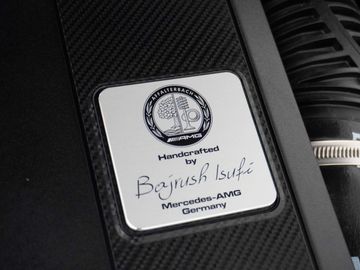 AFFALTERBACH
AMG
Handcrafted
by
Bajrush Isufi
Mercedes-AMG
Germany